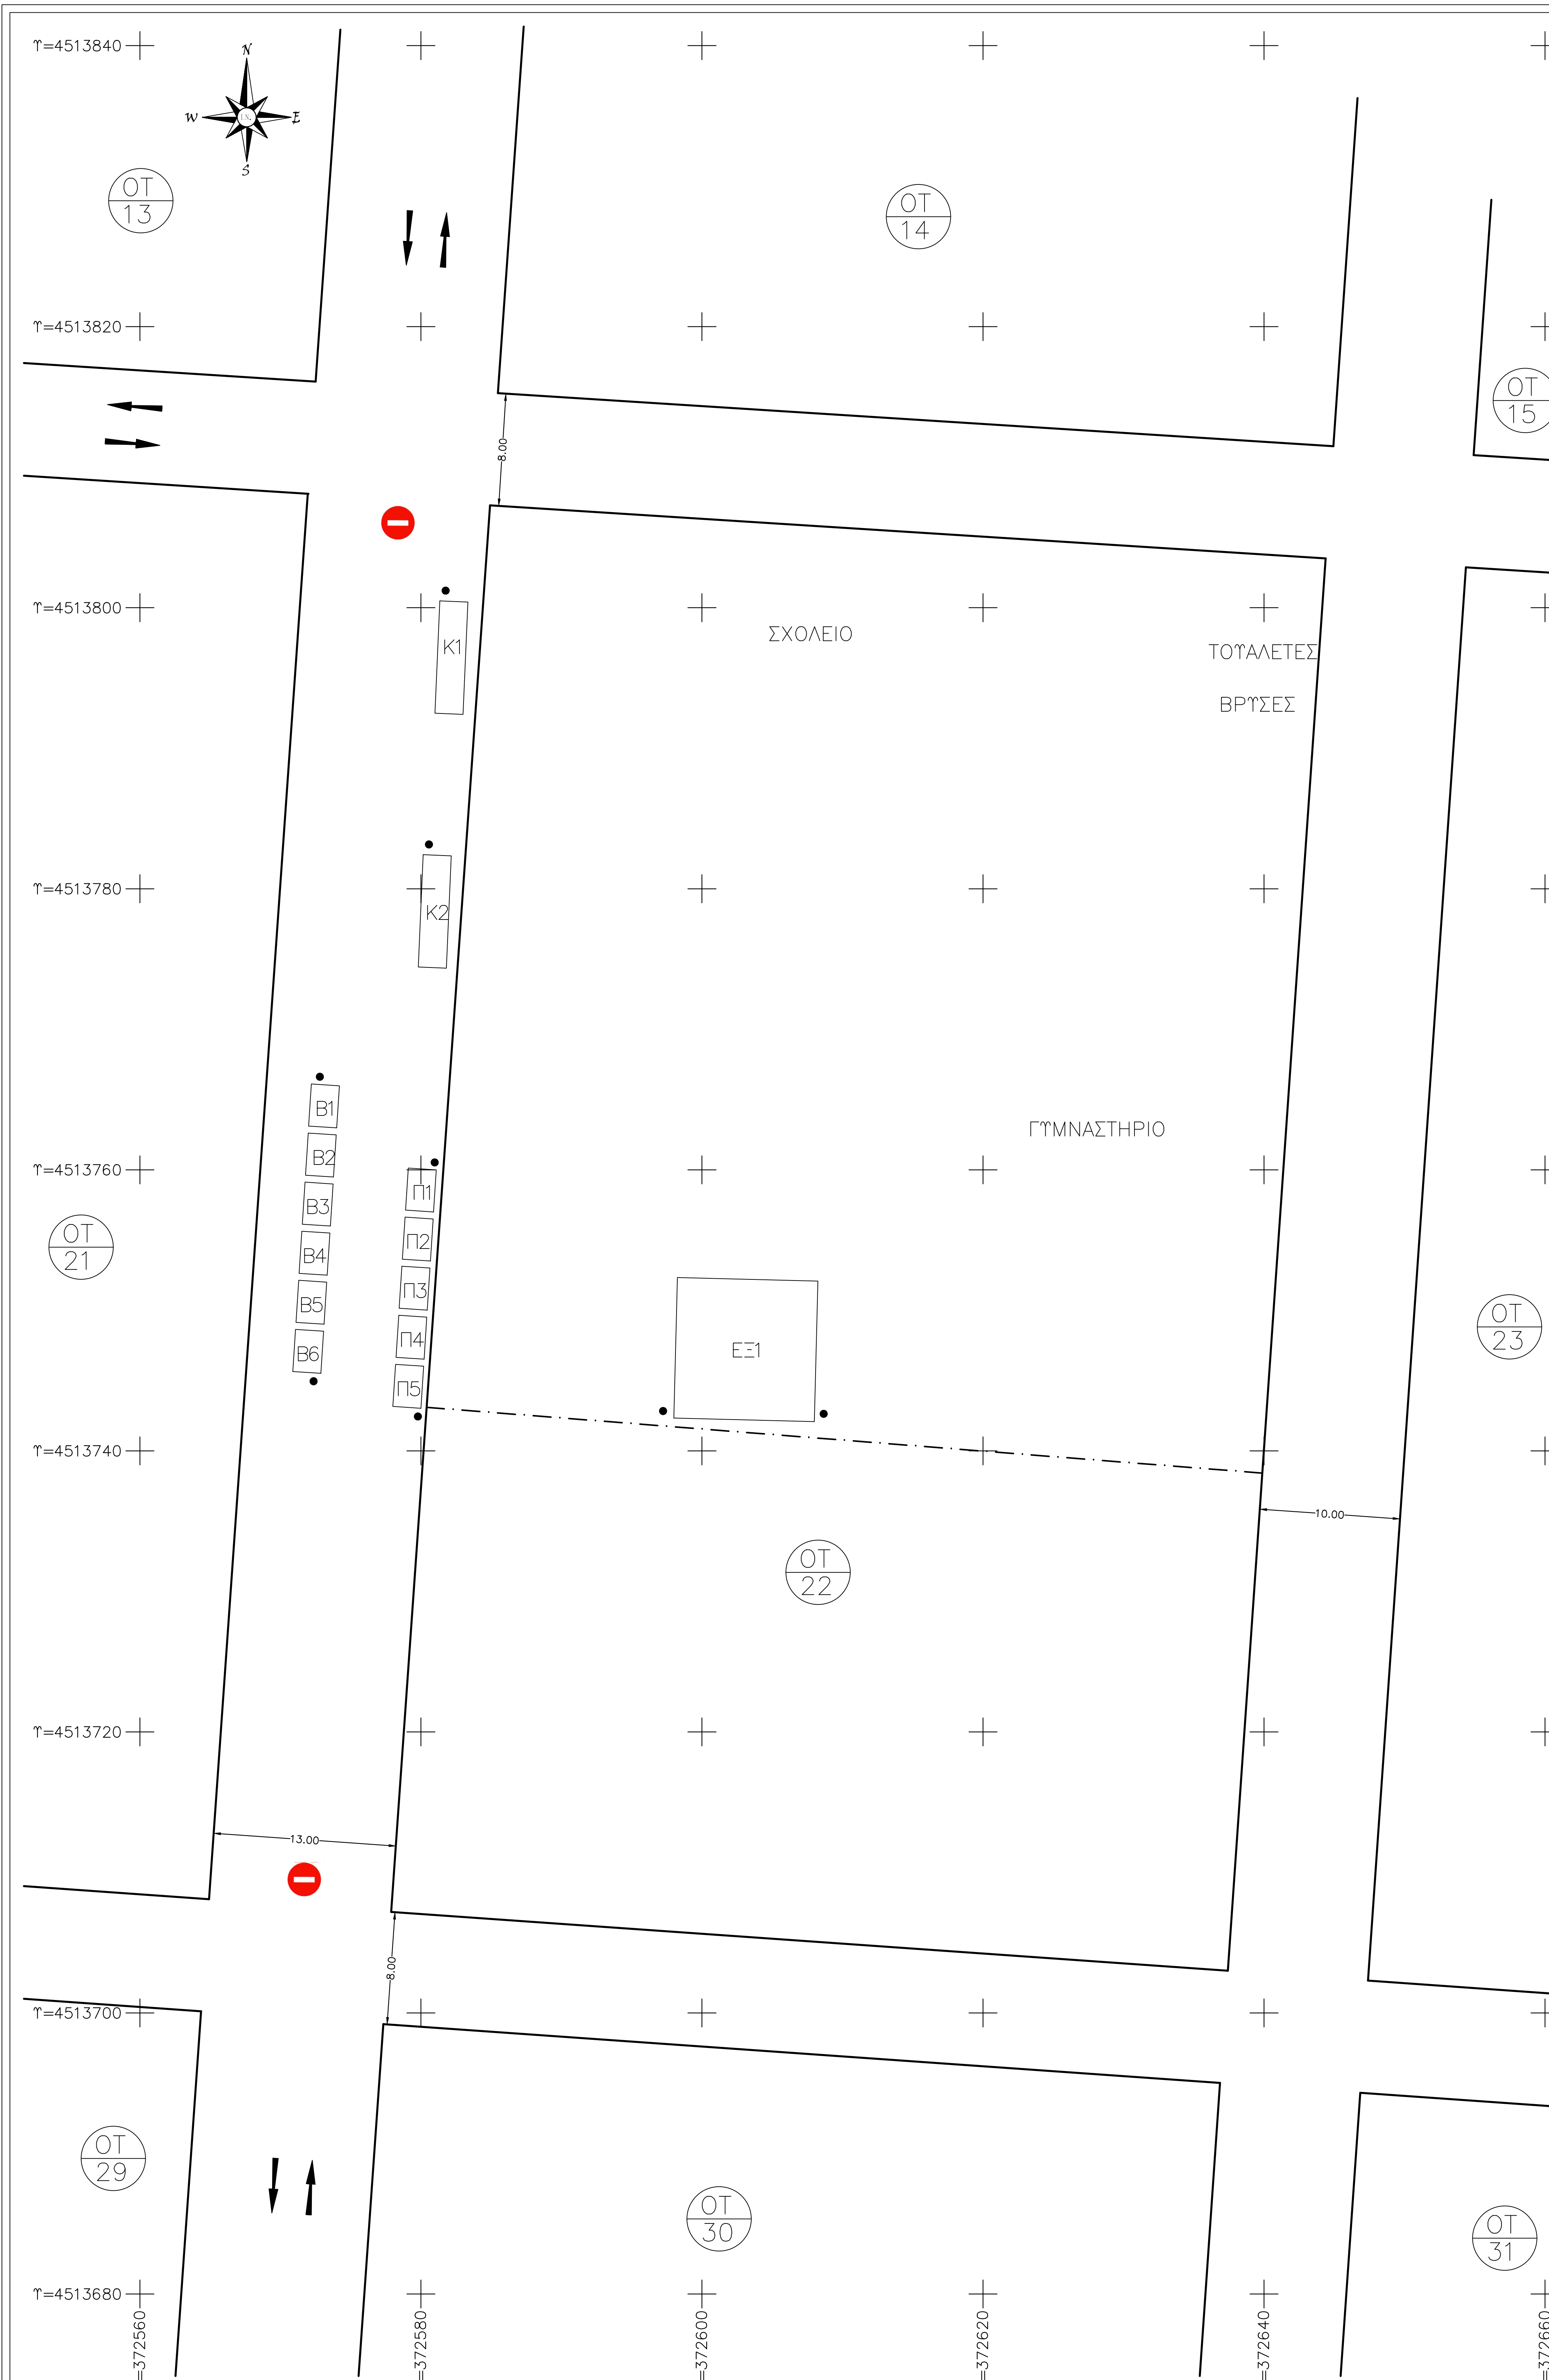 ϒ=4513840
N
W
E
S
ΟΤ
13
ΟΤ
14
ϒ=4513820
ΟΤ
15
8.00
ϒ=4513800
ΣΧΟΛΕΙΟ
Κ1
ΤΟϒΑΛΕΤΕΣ
ΒΡϒΣΕΣ
ϒ=4513780
Κ2
Β1
ΓϒΜΝΑΣΤΗΡΙΟ
Β2
ϒ=4513760
Π1
Β3
ΟΤ
21
Π2
Β4
Π3
Β5
ΟΤ
23
Π4
ΕΞ1
Β6
Π5
ϒ=4513740
10.00
ΟΤ
22
ϒ=4513720
13.00
8.00
ϒ=4513700
ΟΤ
29
ΟΤ
30
ΟΤ
31
ϒ=4513680
=372560
=372580
=372600
=372620
=372640
=372660